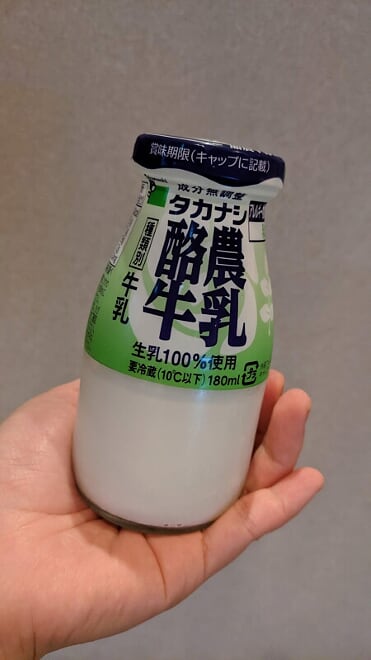 賞味期限(キャップに記載)
成分無調整
タカナシ
酪農
牛乳
種類別
牛乳
生乳100%使用
要冷蔵(10℃以下)180ml
プラ